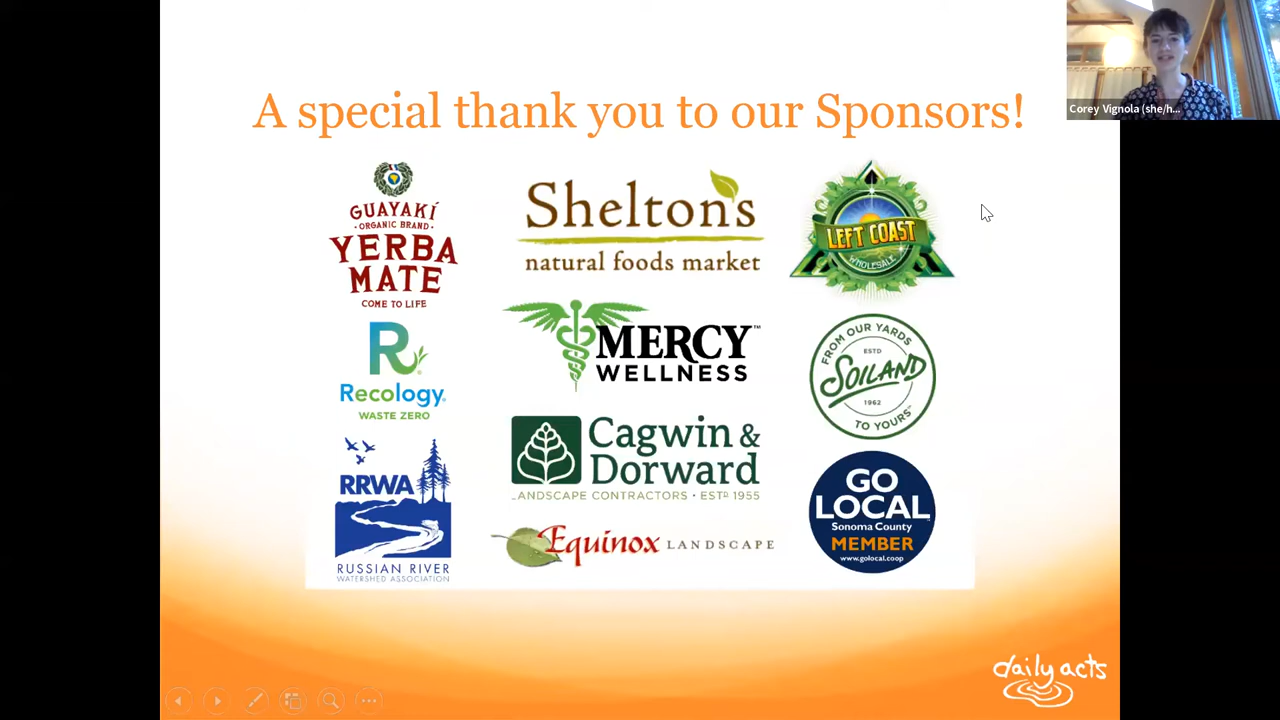 Corey Vignola (she/h...
A special thank you to our Sponsors!
GUAYAKÍ
· ORGANIC BRAND ·
YERBA
MATE
COME TO LIFE
Shelton's
natural foods market
LEFT COAST
WHOLESALE
Recology®
WASTE ZERO
MERCY™
WELLNESS
FROM OUR YARDS
ESTD
SOILAND
1962
TO YOURS™
RRWA
RUSSIAN RIVER
WATERSHED ASSOCIATION
Cagwin &
Dorward
LANDSCAPE CONTRACTORS · ESTD 1955
Equinox LANDSCAPE
GO
LOCAL
Sonoma County
MEMBER
www.golocal.coop
daily acts